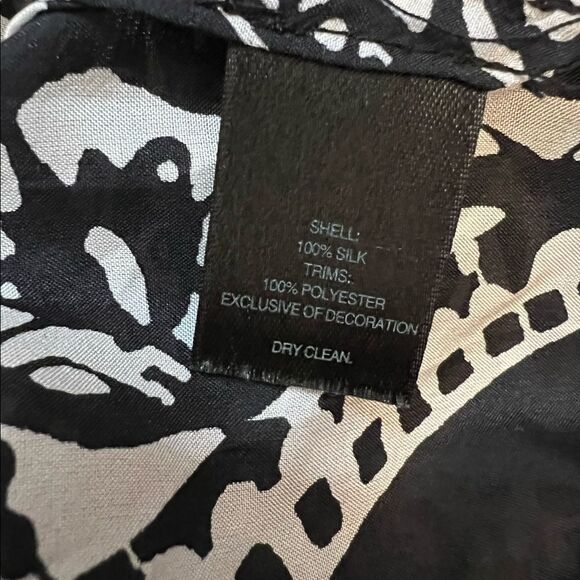 SHELL:
100% SILK
TRIMS:
100% POLYESTER
EXCLUSIVE OF DECORATION
DRY CLEAN.